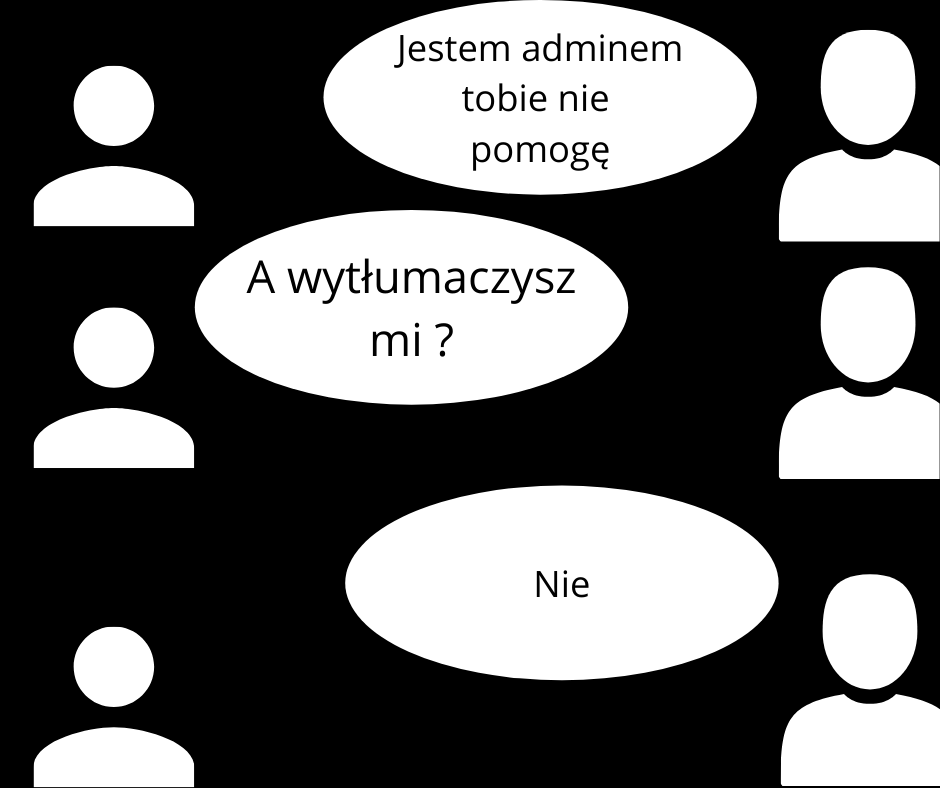 Jestem adminem
tobie nie
pomogę
A wytłumaczysz
mi ?
Nie